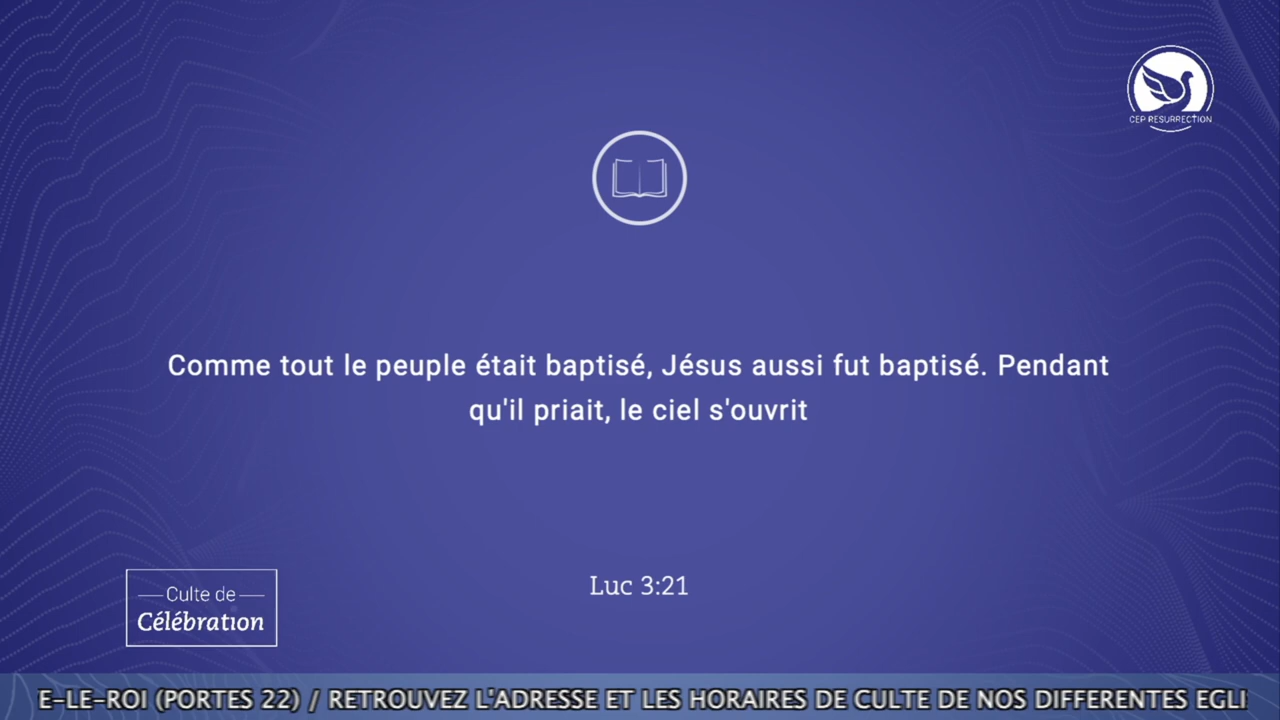 CEP RESURRECTION
Comme tout le peuple était baptisé, Jésus aussi fut baptisé. Pendant
qu'il priait, le ciel s'ouvrit
Luc 3:21
Culte de
Célébration
E-LE-ROI (PORTES 22) / RETROUVEZ L'ADRESSE ET LES HORAIRES DE CULTE DE NOS DIFFERENTES EGLI